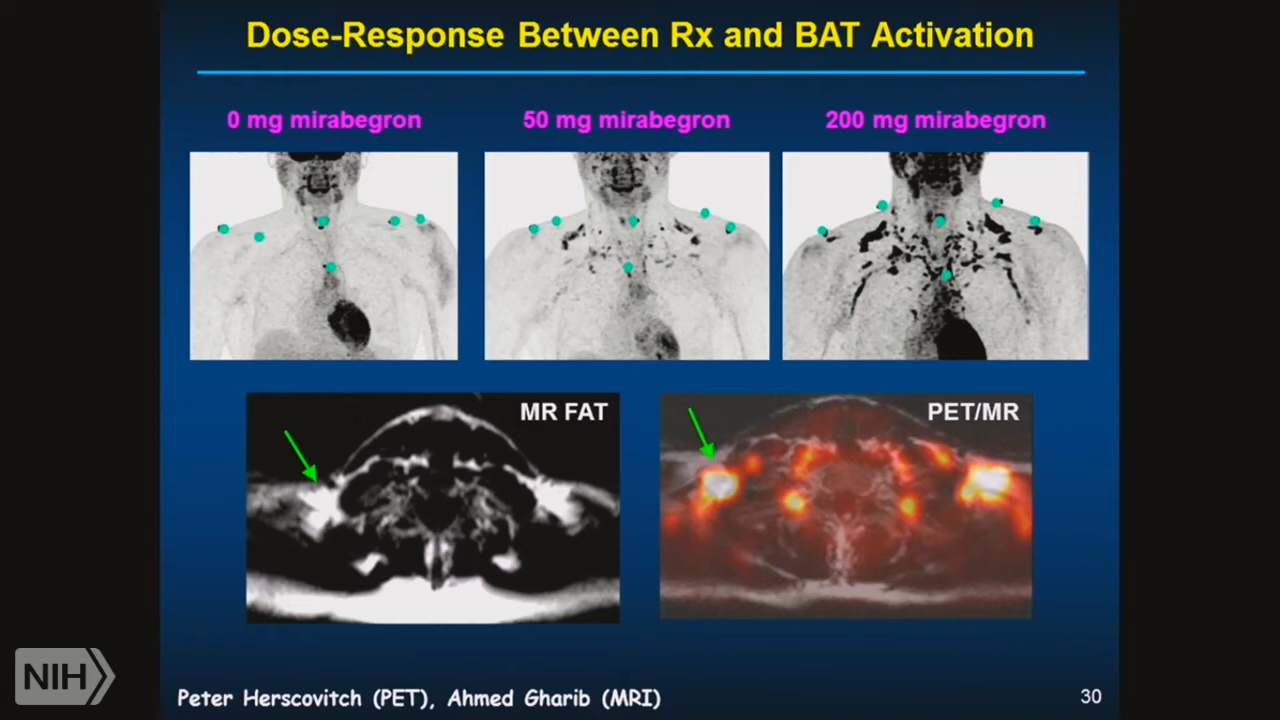 Dose-Response Between Rx and BAT Activation
0 mg mirabegron
50 mg mirabegron
200 mg mirabegron
MR FAT
PET/MR
NIH
Peter Herscovitch (PET), Ahmed Gharib (MRI)
30